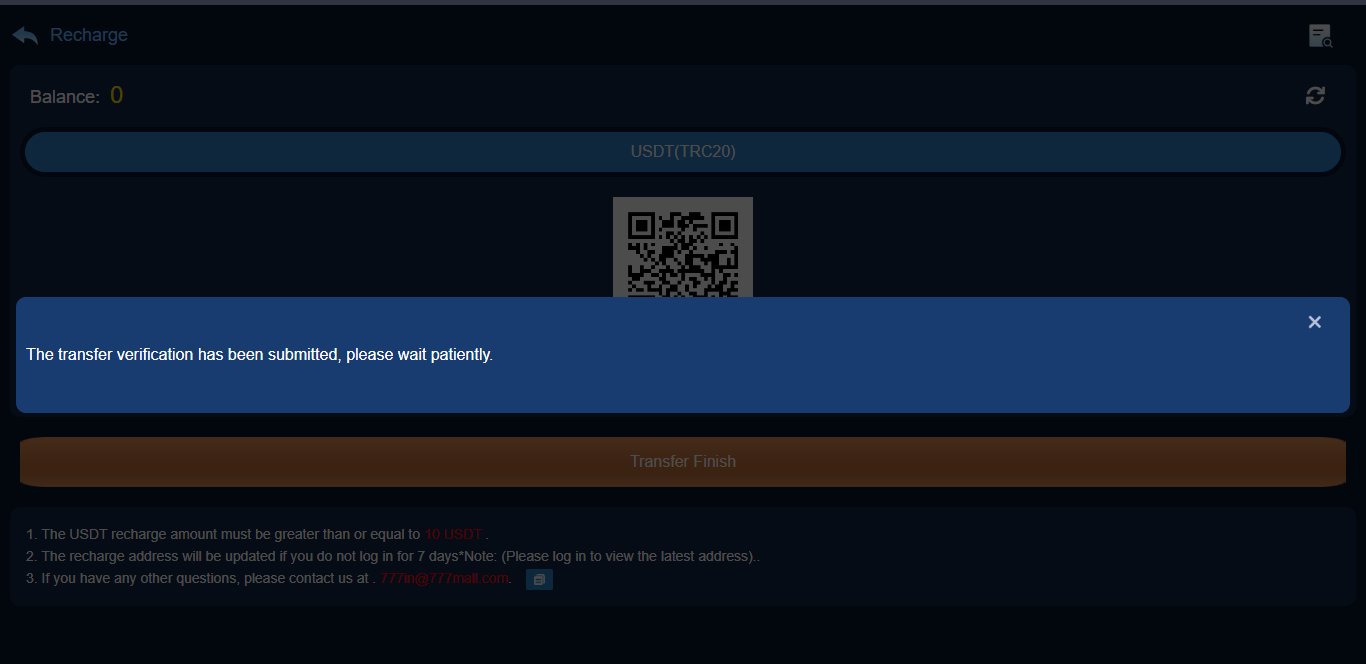 Recharge
Balance: 0
USDT(TRC20)
The transfer verification has been submitted, please wait patiently.
Transfer Finish
1. The USDT recharge amount must be greater than or equal to 10 USDT .
2. The recharge address will be updated if you do not log in for 7 days*Note: (Please log in to view the latest address)..
3. If you have any other questions, please contact us at . 777in@777mall.com.